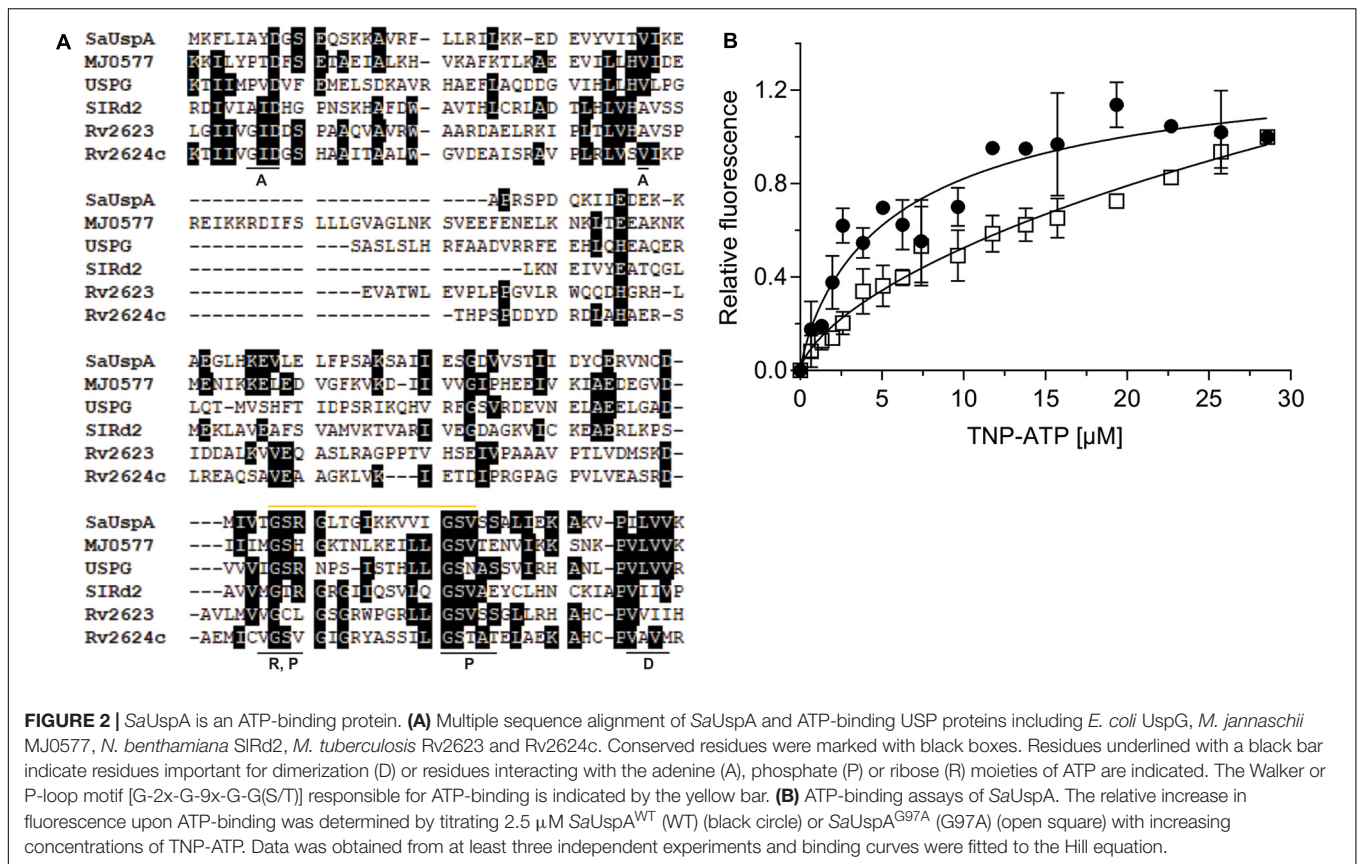 A
SaUspA MKFLIAYDGS EQSKKAVRF- LLRILKK-ED EVYVITVIKE
MJ0577 KKILYPTDFS ETAEIALKH- VKAFKTLKAE EVILLHVIDE
USPG KTIIMPVDVF EMELSDKAVR HAEFLAQDDG VIHLLHVLPG
SIRd2 RDIVIAIDHG PNSKHAFDW- AVTHLCRLAD TLHLVHAVSS
Rv2623 LGIIVGIDDS PAAQVAVRW- AARDAELRKI PLTLVHAVSP
Rv2624c KTIIVGIDGS HAAITAALW- GVDEAISRAV PLRLVSVIKP
A A
SaUspA ---------- ---------- -----APRSPD QKIIEDEK-K
MJ0577 REIKKRDIFS LLLGVAGLNK SVEEFENELK NKLTEEAKNK
USPG ---------- ---SASLSLH RFAADVRRFE EHLQHEAQER
SIRd2 ---------- ---------- -------LKN EIVYEATQGL
Rv2623 ---------- ----EVATWL EVPLPPGVLR WQQDHGRH-L
Rv2624c ---------- ---------- --THPSPDDYD RDLAHAER-S
SaUspA AEGLHKEVLE LFPSAKSAII ESGDVVSTII DYCERVNCD-
MJ0577 MENIKKELED VGFKVKD-II VVGIPHEEIV KIAEDEGVD-
USPG LQT-MVSHFT IDPSRIKQHV RFGSVRDEVN ELAEELGAD-
SIRd2 MEKLAVEAFS VAMVKTVARI VEGDAGKVIC KEAERLKPS-
Rv2623 IDDALKVVEQ ASLRAGPPTV HSEIVPAAAV PTLVDMSKD-
Rv2624c LREAQSAVEA AGKLVK---I ETDIPRGPAG PVLVEASRD-
SaUspA ---MIVTGSR GLTGIKKVVI GSVSSALIEK AKV-PILVVK
MJ0577 ---IIIMGSH GKTNLKEILL GSVTENVIKK SNK-PVLVVK
USPG ---VVVIGSR NPS-ISTHLL GSNASSVIRH ANL-PVLVVR
SIRd2 ---AVVMGTR GRGIIQSVLQ GSVAEYCLHN CKIAPVIIVP
Rv2623 -AVLMVVGCL GSGRWPGRLL GSVSSGLLRH AHC-PVVIIH
Rv2624c -AEMICVGSV GIGRYASSIL GSTATELAEK AHC-PVAVMR
R, P P D
B
Relative fluorescence
1.2
0.8
0.4
0.0
0 5 10 15 20 25 30
TNP-ATP [µM]
FIGURE 2 | SaUspA is an ATP-binding protein. (A) Multiple sequence alignment of SaUspA and ATP-binding USP proteins including E. coli UspG, M. jannaschii
MJ0577, N. benthamiana SlRd2, M. tuberculosis Rv2623 and Rv2624c. Conserved residues were marked with black boxes. Residues underlined with a black bar
indicate residues important for dimerization (D) or residues interacting with the adenine (A), phosphate (P) or ribose (R) moieties of ATP are indicated. The Walker or
P-loop motif [G-2x-G-9x-G-G(S/T)] responsible for ATP-binding is indicated by the yellow bar. (B) ATP-binding assays of SaUspA. The relative increase in
fluorescence upon ATP-binding was determined by titrating 2.5 µM SaUspAWT (WT) (black circle) or SaUspAG97A (G97A) (open square) with increasing
concentrations of TNP-ATP. Data was obtained from at least three independent experiments and binding curves were fitted to the Hill equation.